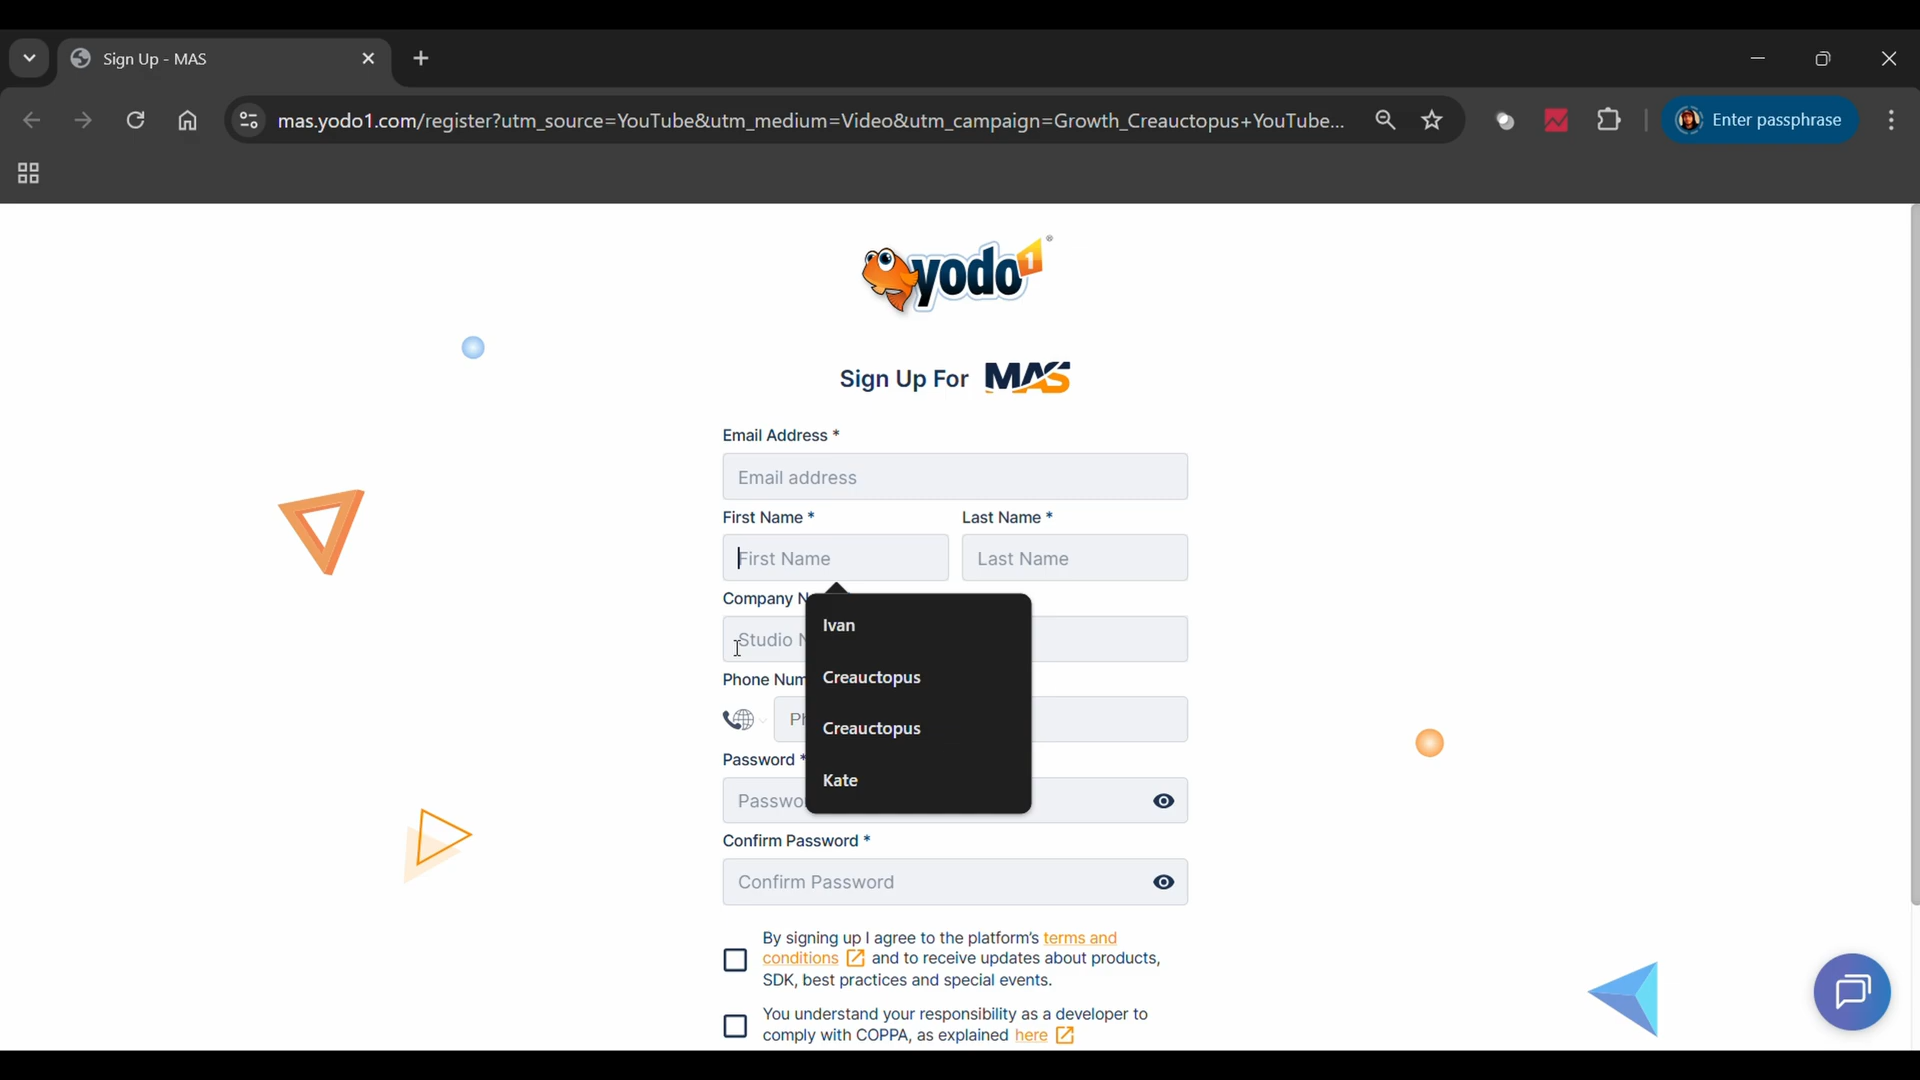 Sign Up - MAS
mas.yodo1.com/register?utm_source=YouTube&utm_medium=Video&utm_campaign=Growth_Creauctopus+YouTube...
Enter passphrase
yodo1
®
Sign Up For MAS
Email Address *
Email address
First Name * Last Name *
First Name Last Name
Company N
Studio N
Ivan
Creauctopus
Creauctopus
Kate
Phone Num
Ph
Password *
Passwo
Confirm Password *
Confirm Password
By signing up I agree to the platform's terms and
conditions and to receive updates about products,
SDK, best practices and special events.
You understand your responsibility as a developer to
comply with COPPA, as explained here